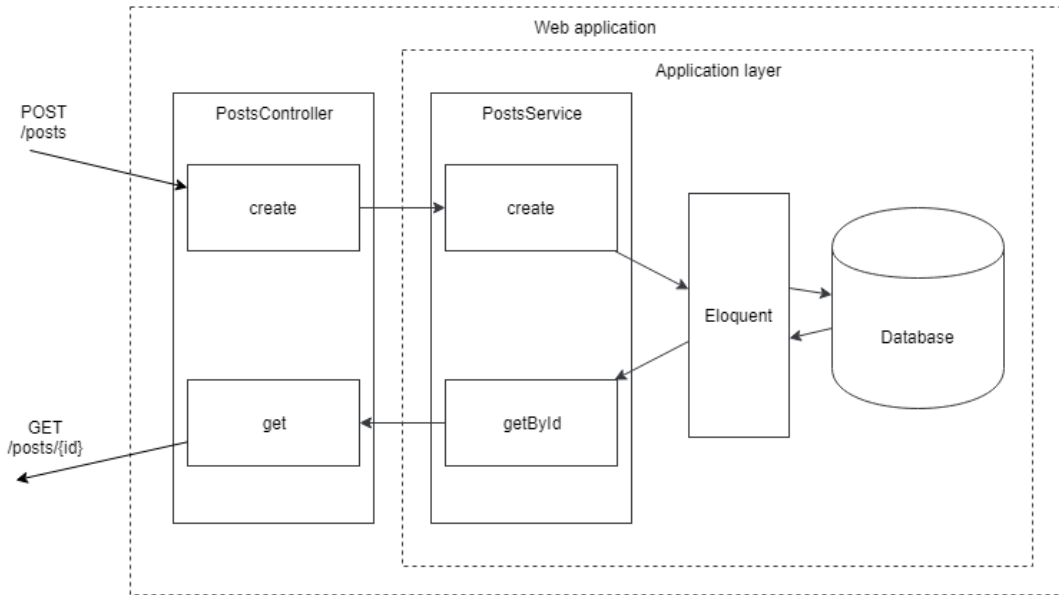 Web application
Application layer
POST
/posts
PostsController
PostsService
create
create
Eloquent
Database
GET
/posts/{id}
get
getById